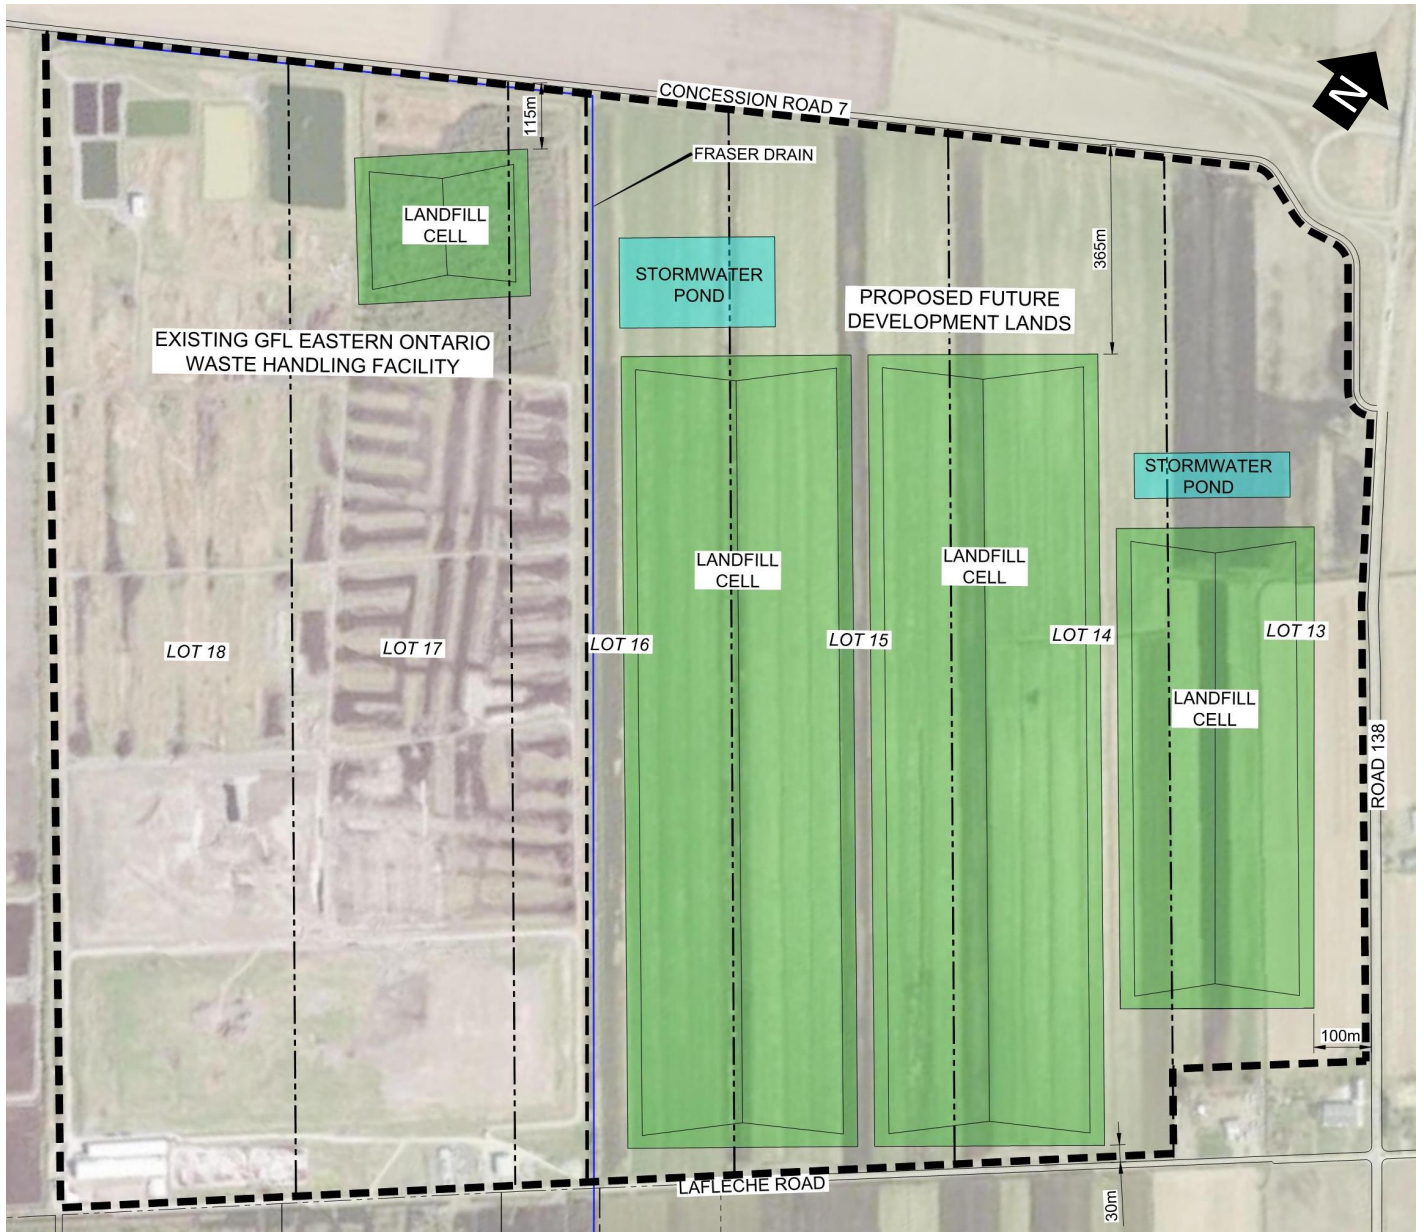 N
CONCESSION ROAD 7
115m
FRASER DRAIN
LANDFILL
CELL
365m
STORMWATER
POND
PROPOSED FUTURE
DEVELOPMENT LANDS
EXISTING GFL EASTERN ONTARIO
WASTE HANDLING FACILITY
STORMWATER
POND
LANDFILL
CELL
LANDFILL
CELL
LOT 18
LOT 17
LOT 16
LOT 15
LOT 14
LOT 13
LANDFILL
CELL
ROAD 138
100m
LAFLECHE ROAD
30m